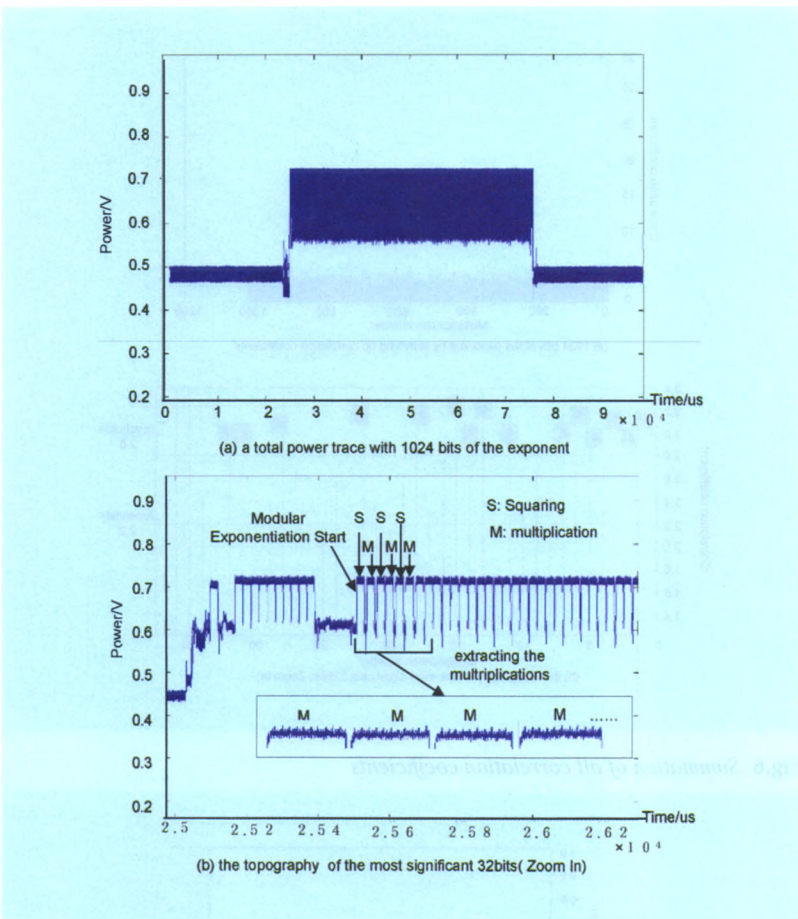 0.9
0.8
0.7
0.6
0.5
0.4
0.3
0.2
Power/V
0 1 2 3 4 5 6 7 8 9
Time/us
×10⁴
(a) a total power trace with 1024 bits of the exponent
0.9
0.8
0.7
0.6
0.5
0.4
0.3
0.2
Power/V
Modular
Exponentiation Start
S S S
M M M
S: Squaring
M: multiplication
extracting the
multriplications
M M M M ......
2.5 2.52 2.54 2.56 2.58 2.6 2.62
Time/us
×10⁴
(b) the topography of the most significant 32bits( Zoom In)